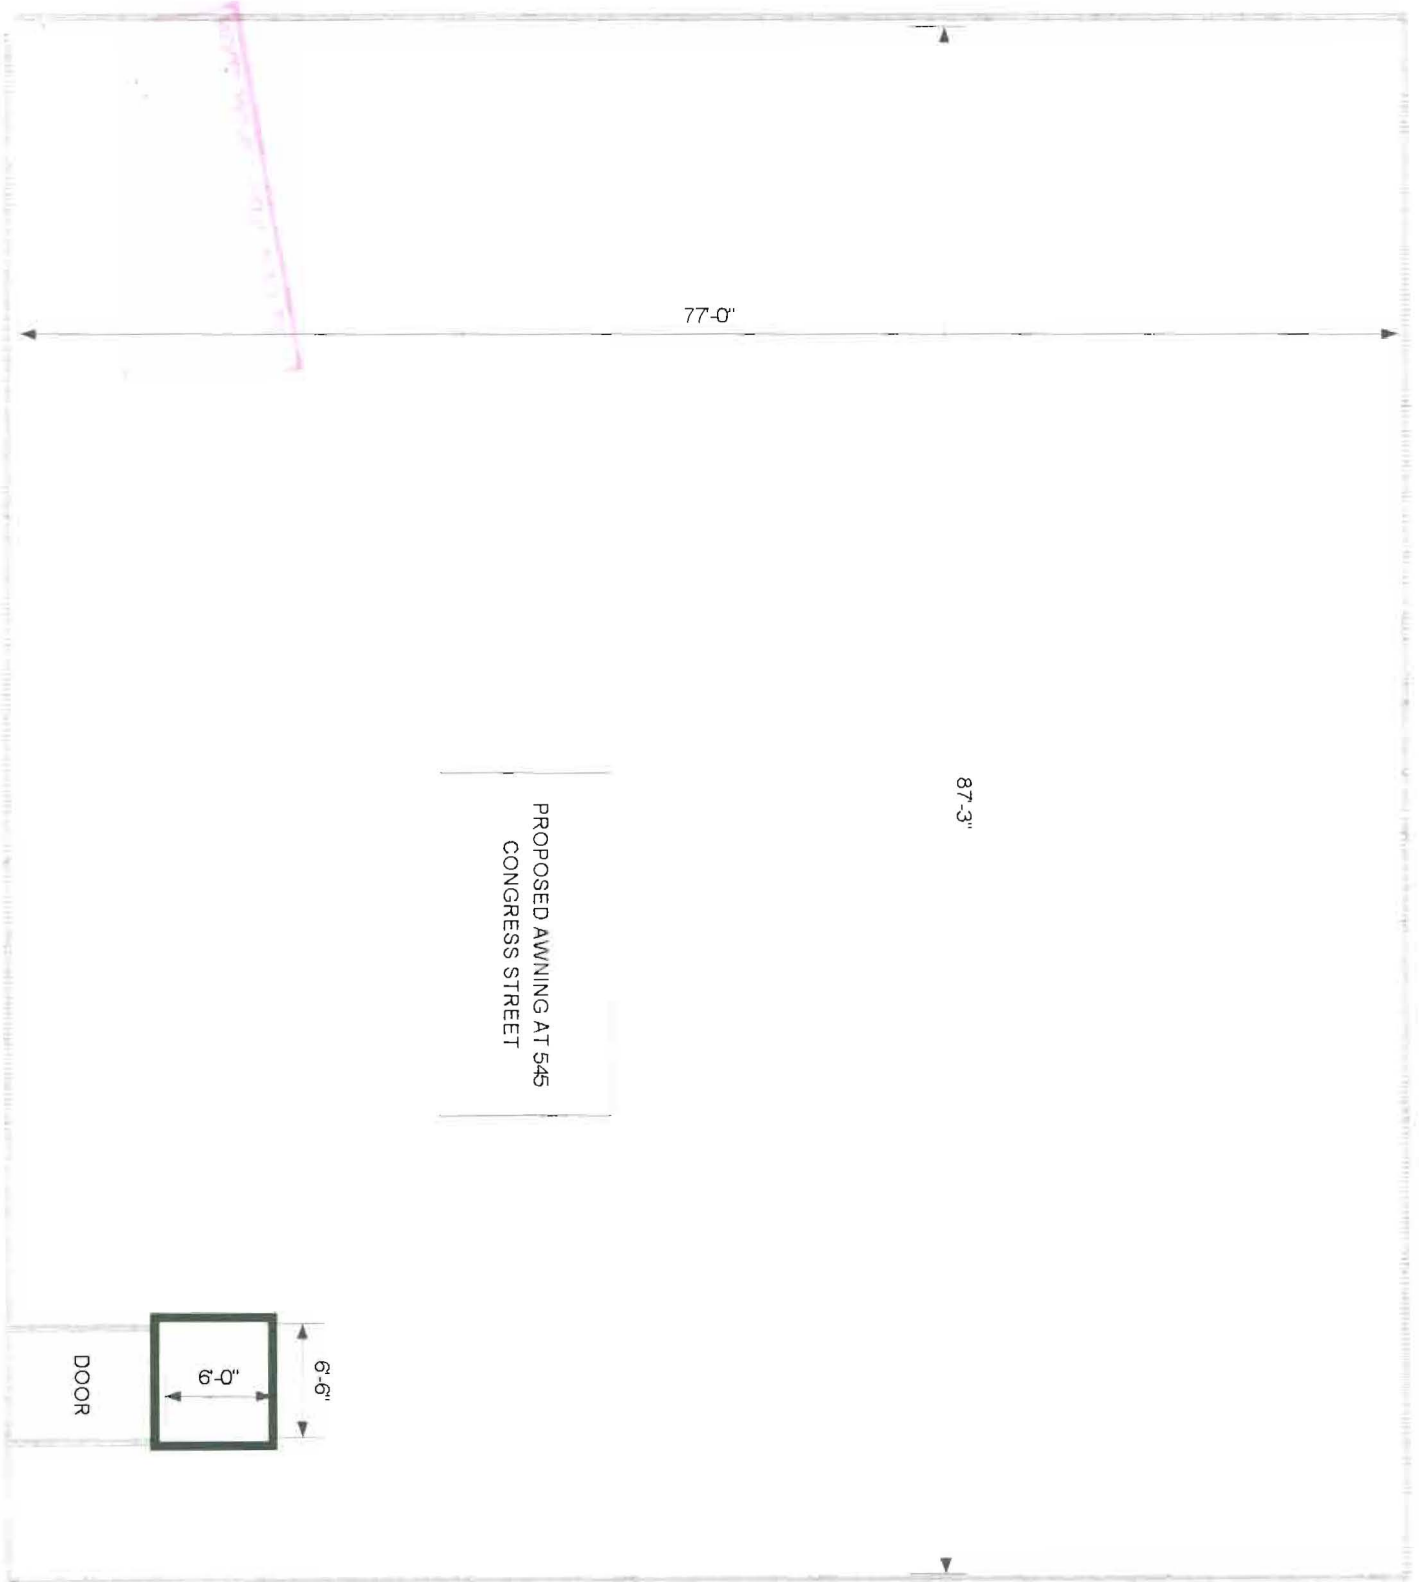 77'-0"
87'-3"
PROPOSED AWNING AT 545
CONGRESS STREET
6'-6"
6'-0"
DOOR